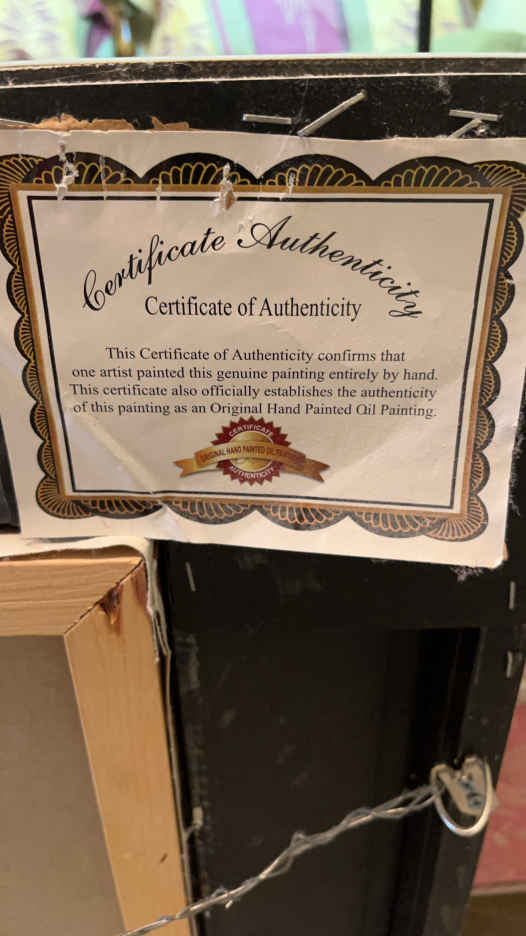 Certificate Authenticity
Certificate of Authenticity
This Certificate of Authenticity confirms that
one artist painted this genuine painting entirely by hand.
This certificate also officially establishes the authenticity
of this painting as an Original Hand Painted Oil Painting.
CERTIFICATE
ORIGINAL HAND PAINTED OIL PAINTING
AUTHENTICITY